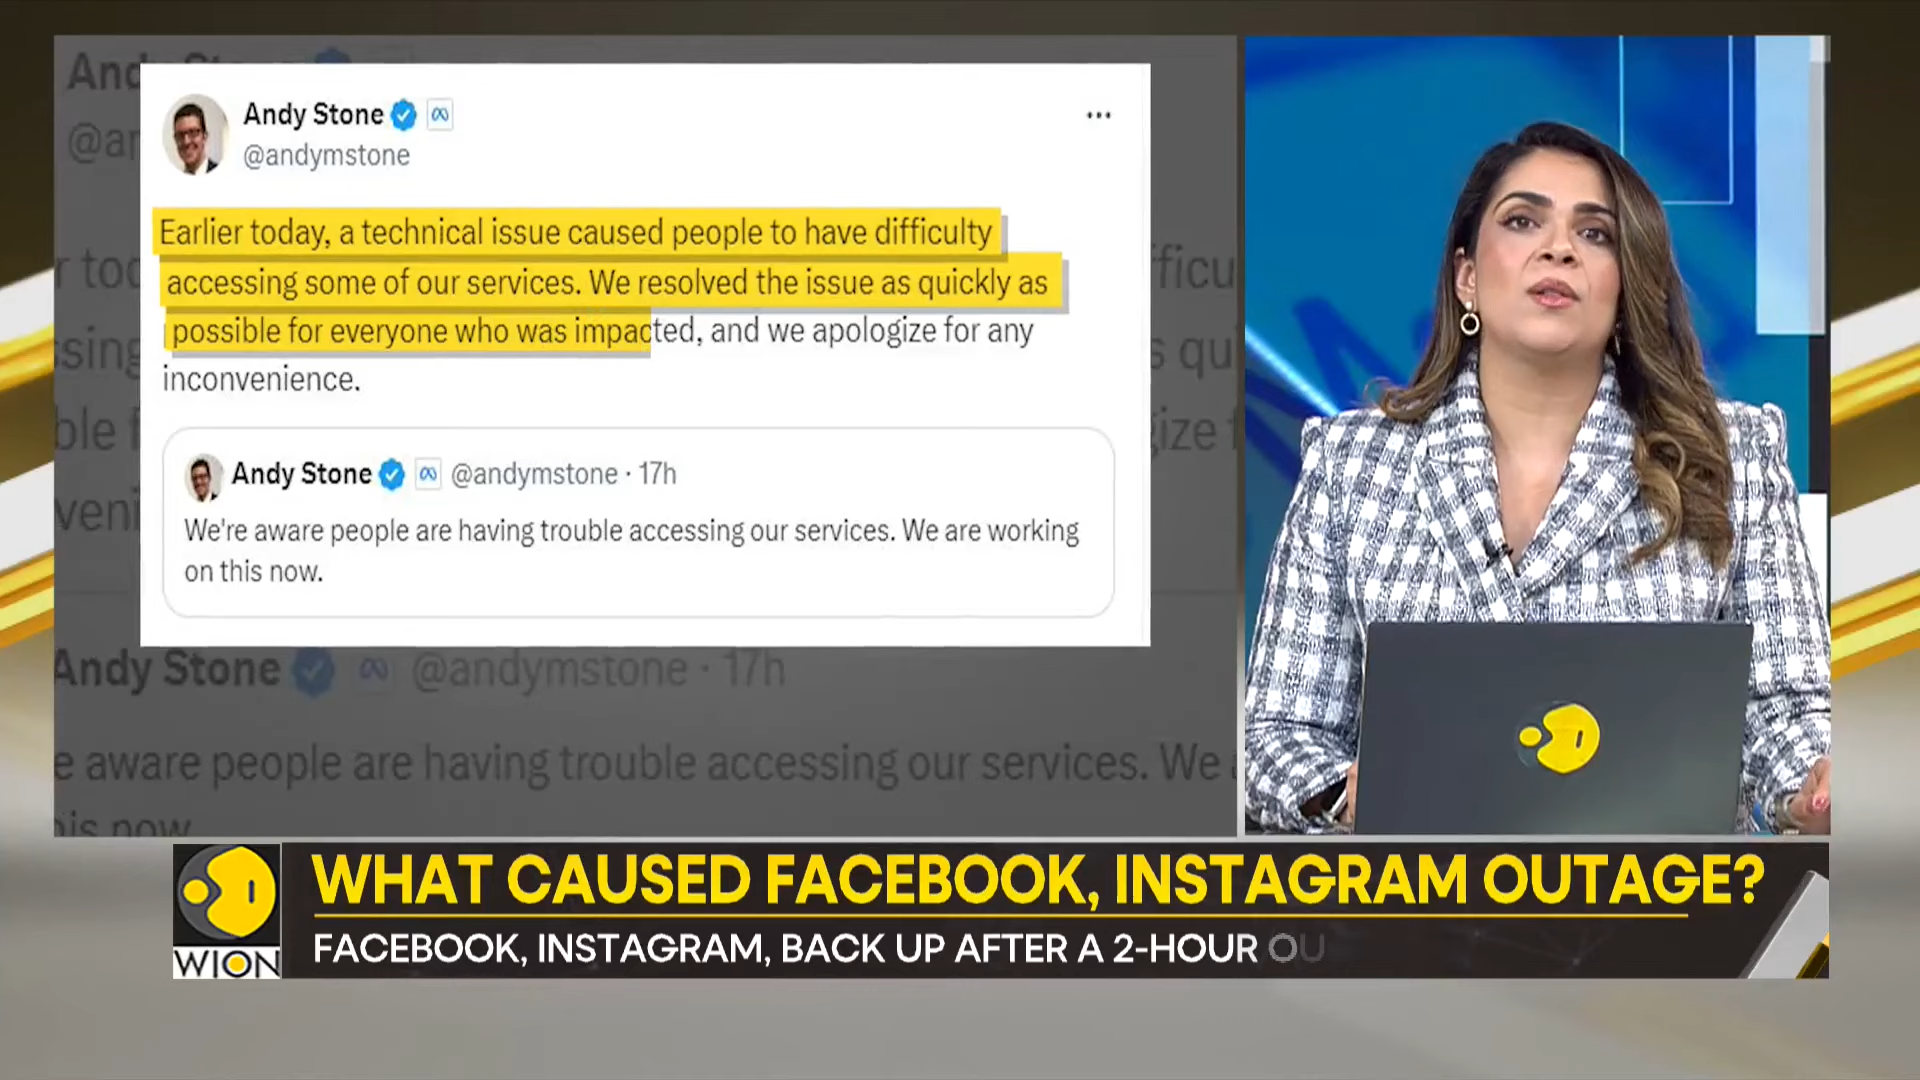 Andy Stone
@andymstone
Earlier today, a technical issue caused people to have difficulty
accessing some of our services. We resolved the issue as quickly as
possible for everyone who was impacted, and we apologize for any
inconvenience.
Andy Stone @andymstone · 17h
We're aware people are having trouble accessing our services. We are working
on this now.
Andy Stone @andymstone · 17h
e aware people are having trouble accessing our services. We
his now
WHAT CAUSED FACEBOOK, INSTAGRAM OUTAGE?
FACEBOOK, INSTAGRAM, BACK UP AFTER A 2-HOUR OU
WION